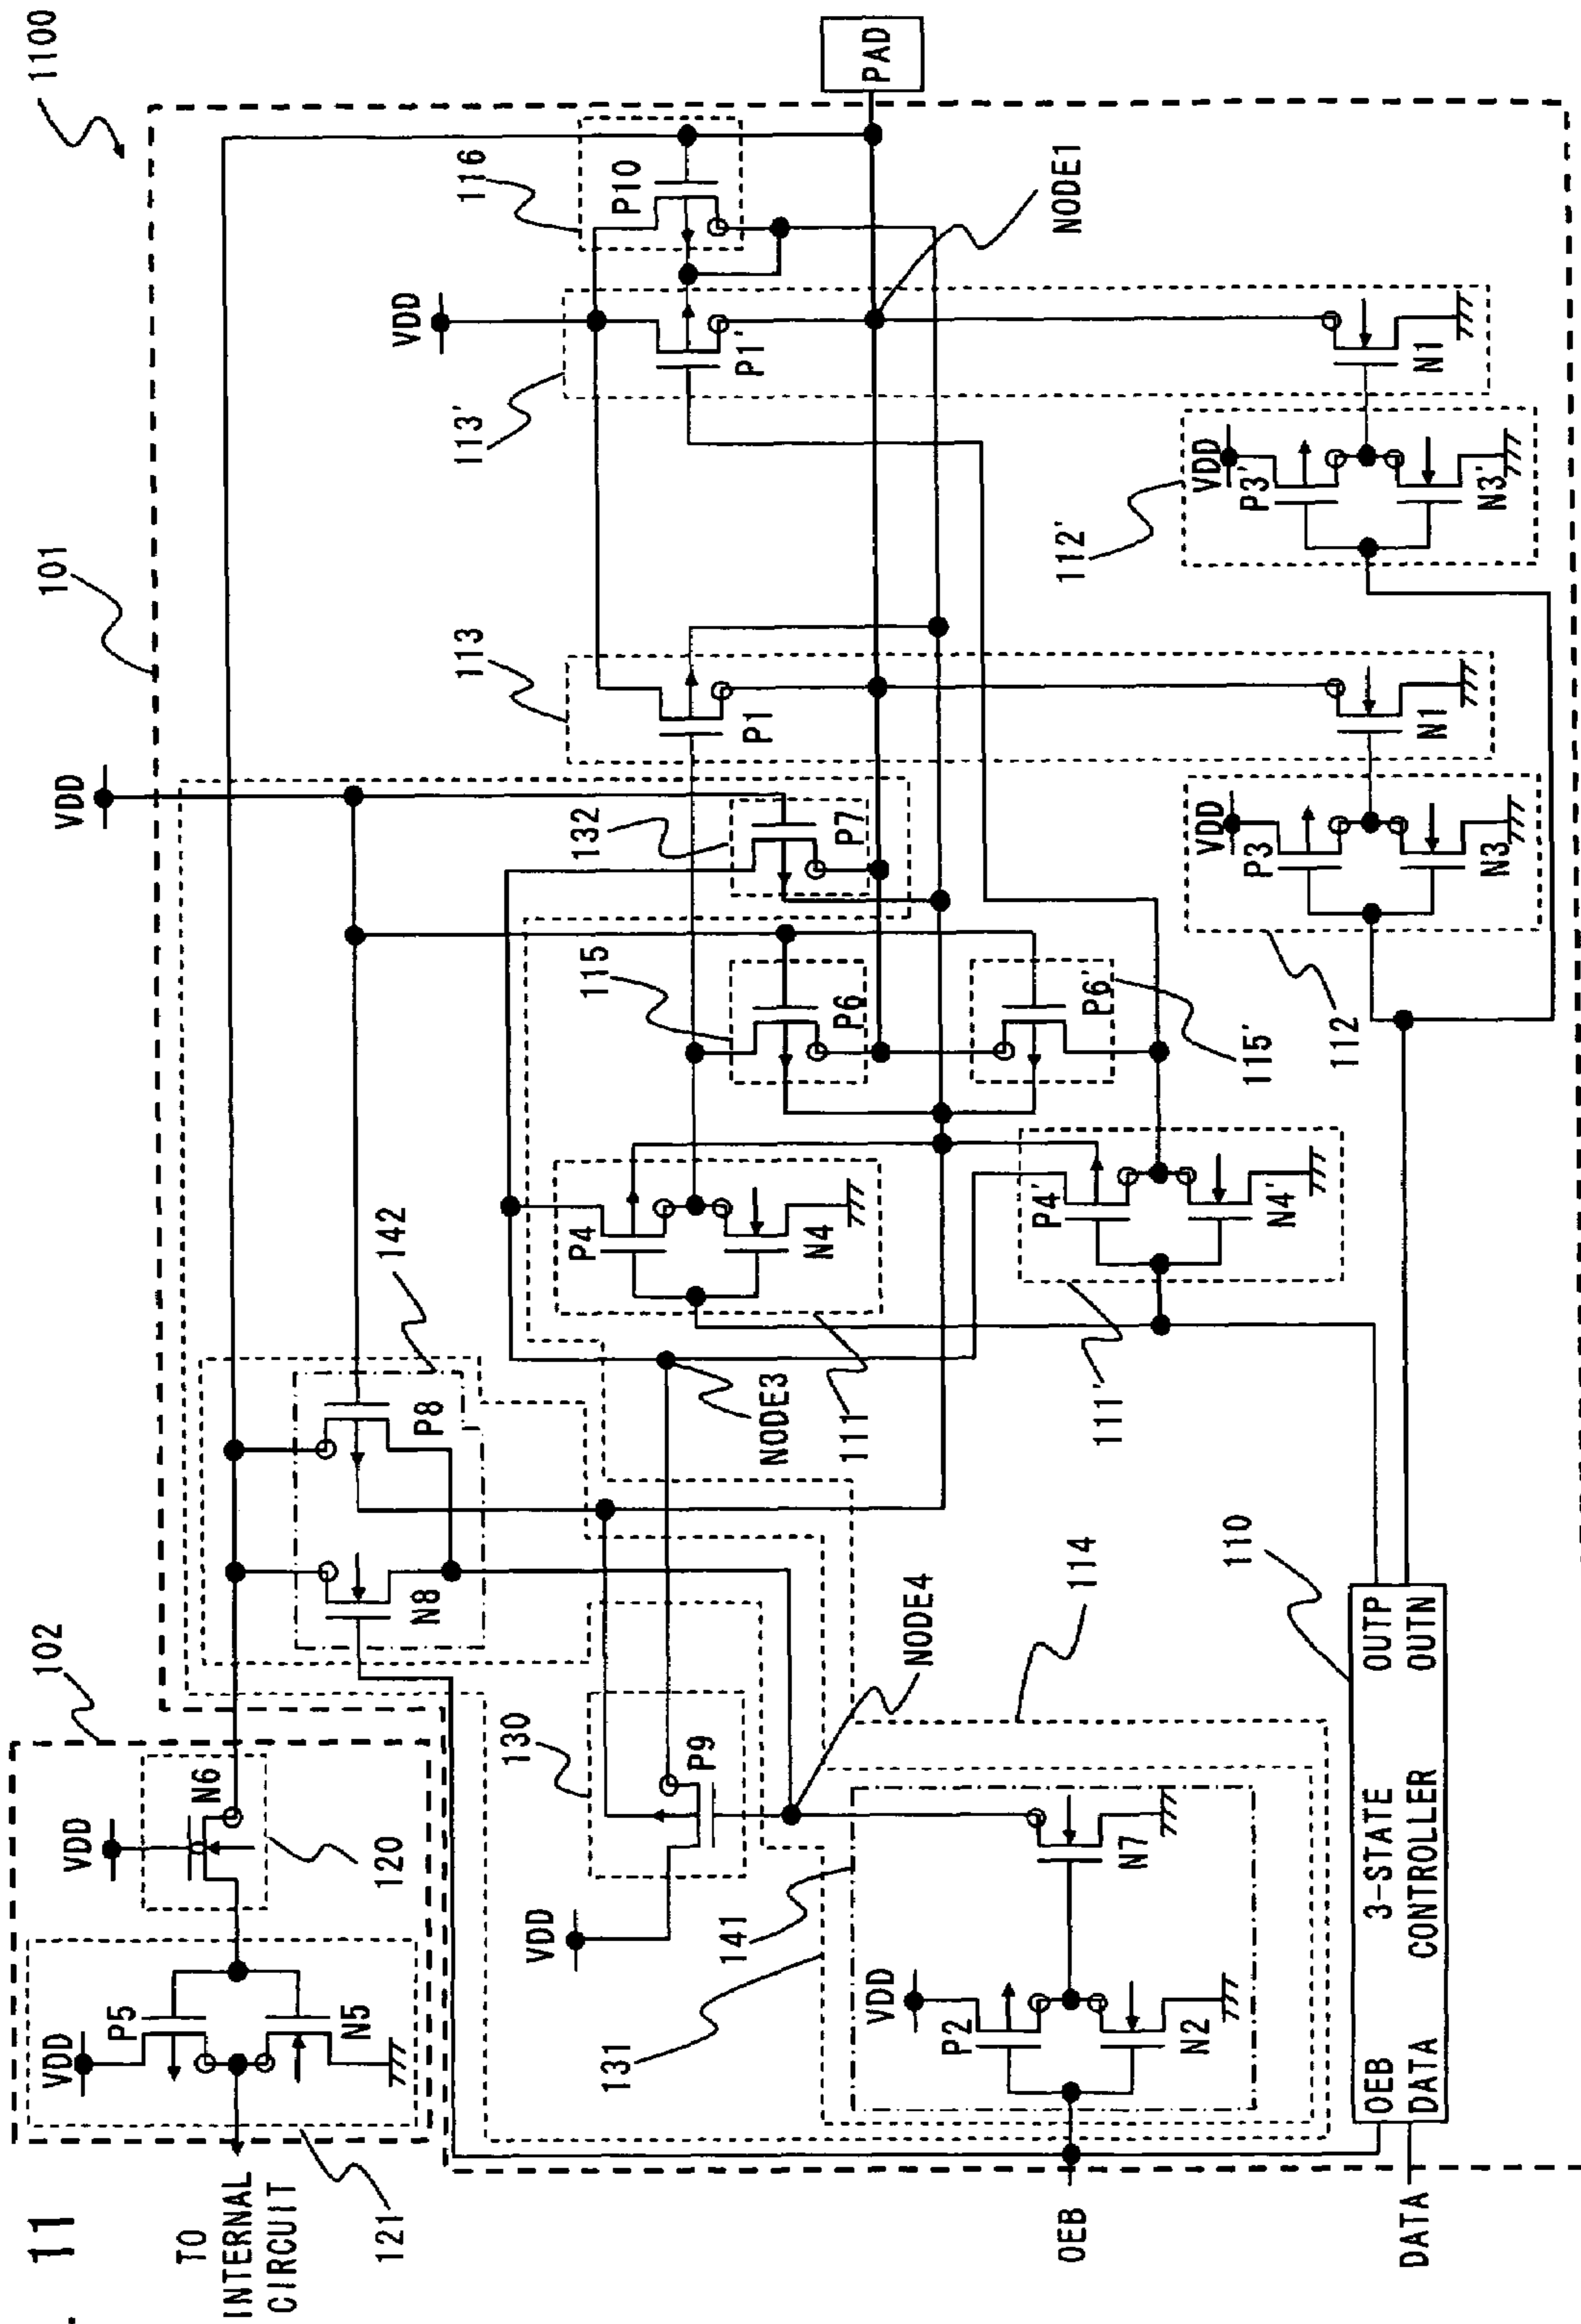 . 11
1100
102
101
VDD
VDD
N6
120
P5
N5
121
TO
INTERNAL
CIRCUIT
N8
P8
142
VDD
VDD
113
113'
116
P10
P1
P1'
130
VDD
P9
NODE3
P4
N4
111
115
P6
132
P7
PAD
NODE1
NODE4
131
141
VDD
P2
N2
N7
114
111'
P4'
N4'
P6'
115'
112
VDD
P3
N3
N1
112'
VDD
P3'
N3'
N1
OEB
DATA
110
OEB
DATA
3-STATE
CONTROLLER
OUTP
OUTN